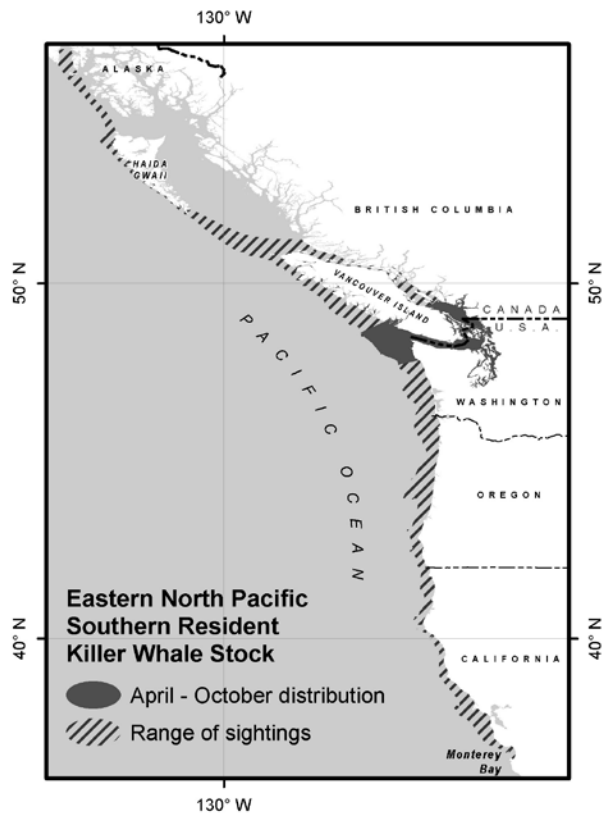 130° W
ALASKA
HAIDA
GWAII
BRITISH COLUMBIA
50° N
50° N
VANCOUVER ISLAND
CANADA
U.S.A.
PACIFIC OCEAN
WASHINGTON
OREGON
Eastern North Pacific
Southern Resident
Killer Whale Stock
40° N
40° N
CALIFORNIA
April - October distribution
Range of sightings
Monterey
Bay
130° W